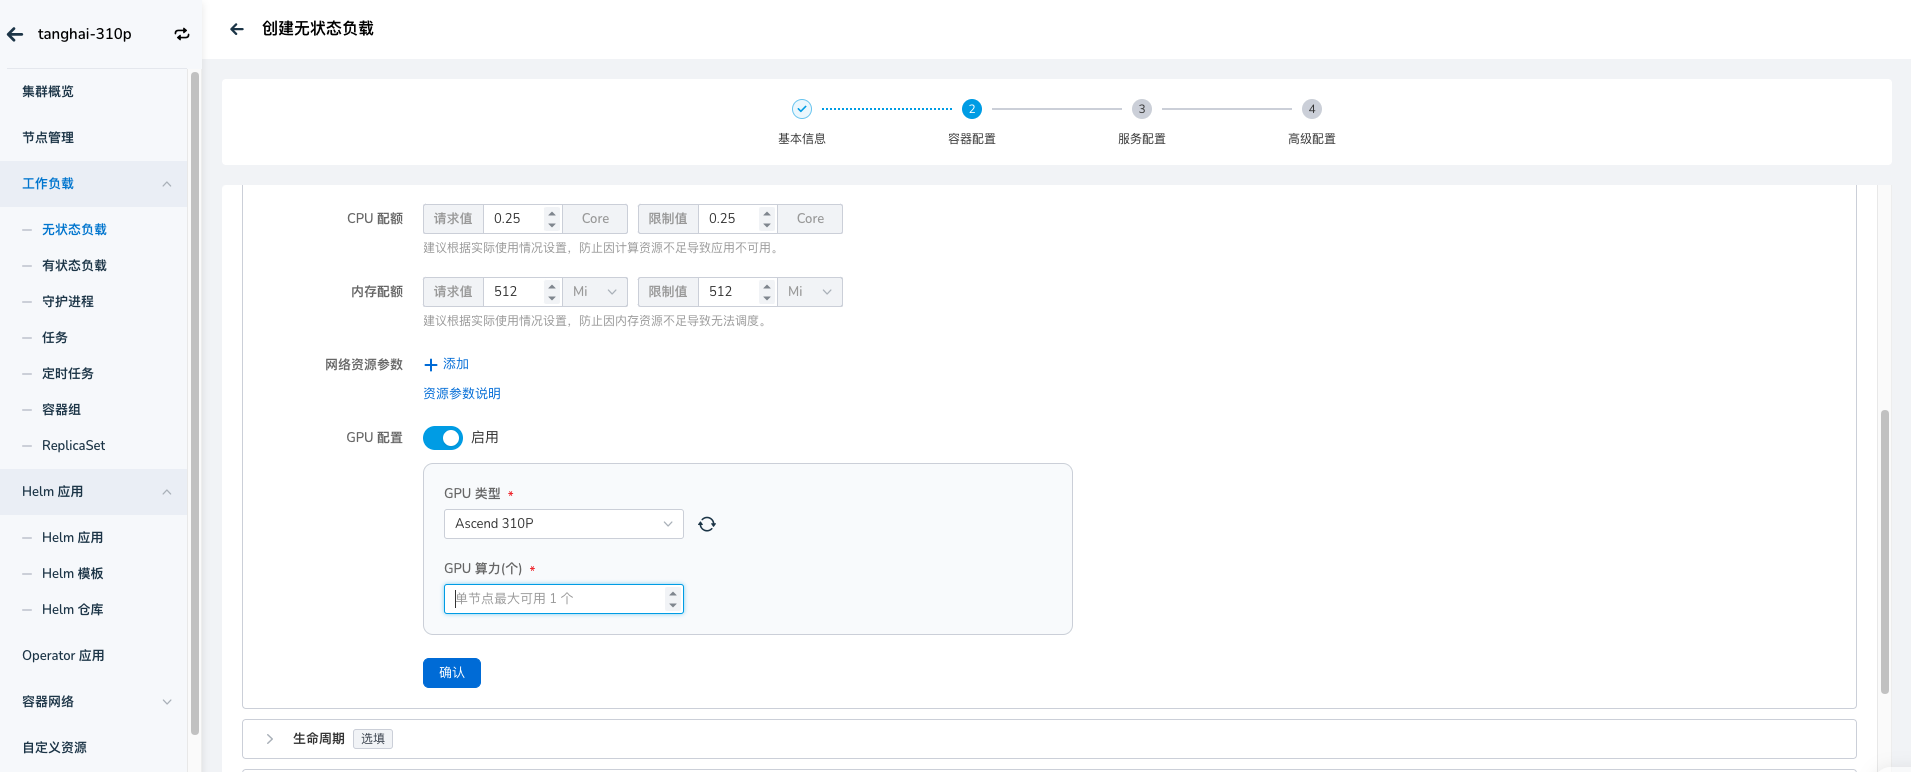 tanghai-310p
集群概览
节点管理
工作负载
无状态负载
有状态负载
守护进程
任务
定时任务
容器组
ReplicaSet
Helm 应用
Helm 应用
Helm 模板
Helm 仓库
Operator 应用
容器网络
自定义资源
创建无状态负载
2 3 4
基本信息 容器配置 服务配置 高级配置
CPU 配额 请求值 0.25 Core 限制值 0.25 Core
建议根据实际使用情况设置，防止因计算资源不足导致应用不可用。
内存配额 请求值 512 Mi 限制值 512 Mi
建议根据实际使用情况设置，防止因内存资源不足导致无法调度。
网络资源参数 添加
资源参数说明
GPU 配置 启用
GPU 类型 *
Ascend 310P
GPU 算力(个) *
单节点最大可用 1 个
确认
生命周期 选填